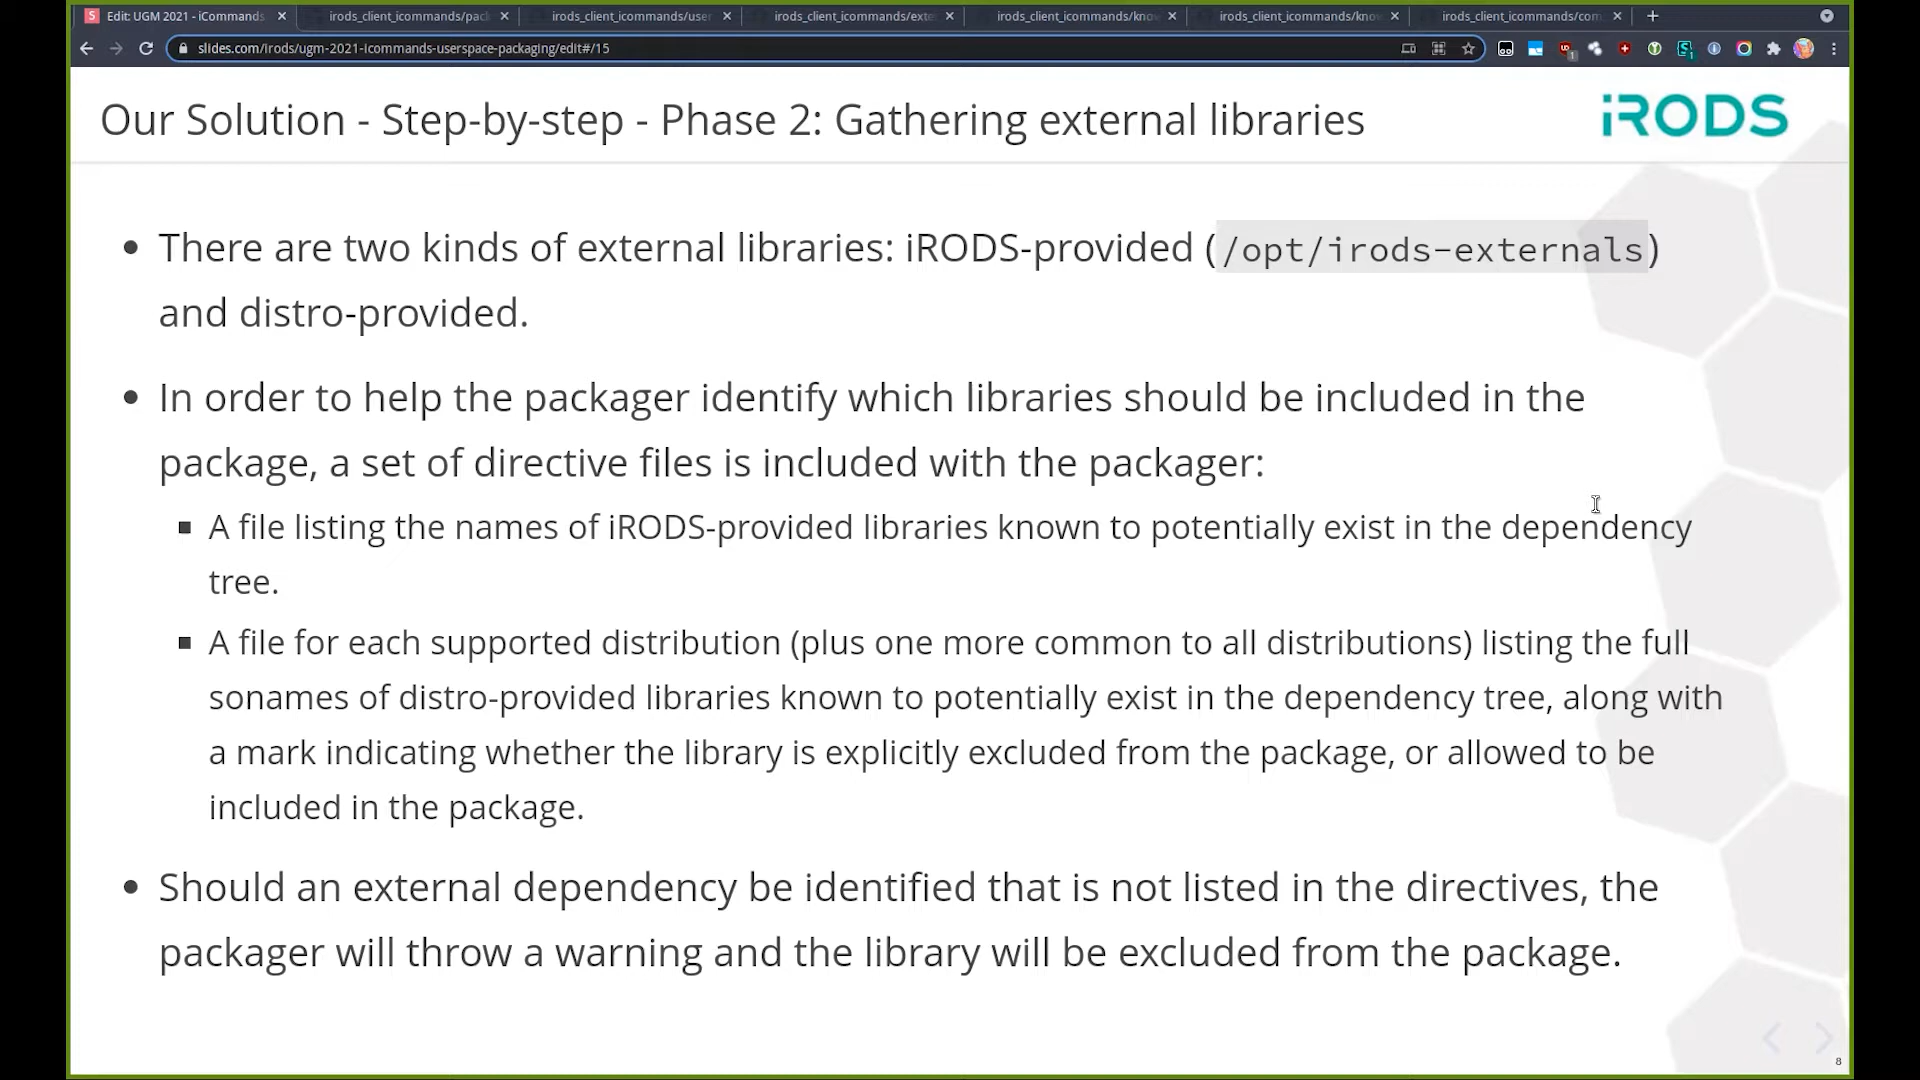 Edit: UGM 2021 - iCommands
irods_client_icommands/pack
irods_client_icommands/user
irods_client_icommands/exte
irods_client_icommands/kno
irods_client_icommands/kno
irods_client_icommands/com
slides.com/irods/ugm-2021-icommands-userspace-packaging/edit#/15
Our Solution - Step-by-step - Phase 2: Gathering external libraries
iRODS
• There are two kinds of external libraries: iRODS-provided (/opt/irods-externals)
and distro-provided.
• In order to help the packager identify which libraries should be included in the
package, a set of directive files is included with the packager:
▪ A file listing the names of iRODS-provided libraries known to potentially exist in the dependency
tree.
▪ A file for each supported distribution (plus one more common to all distributions) listing the full
sonames of distro-provided libraries known to potentially exist in the dependency tree, along with
a mark indicating whether the library is explicitly excluded from the package, or allowed to be
included in the package.
• Should an external dependency be identified that is not listed in the directives, the
packager will throw a warning and the library will be excluded from the package.
8